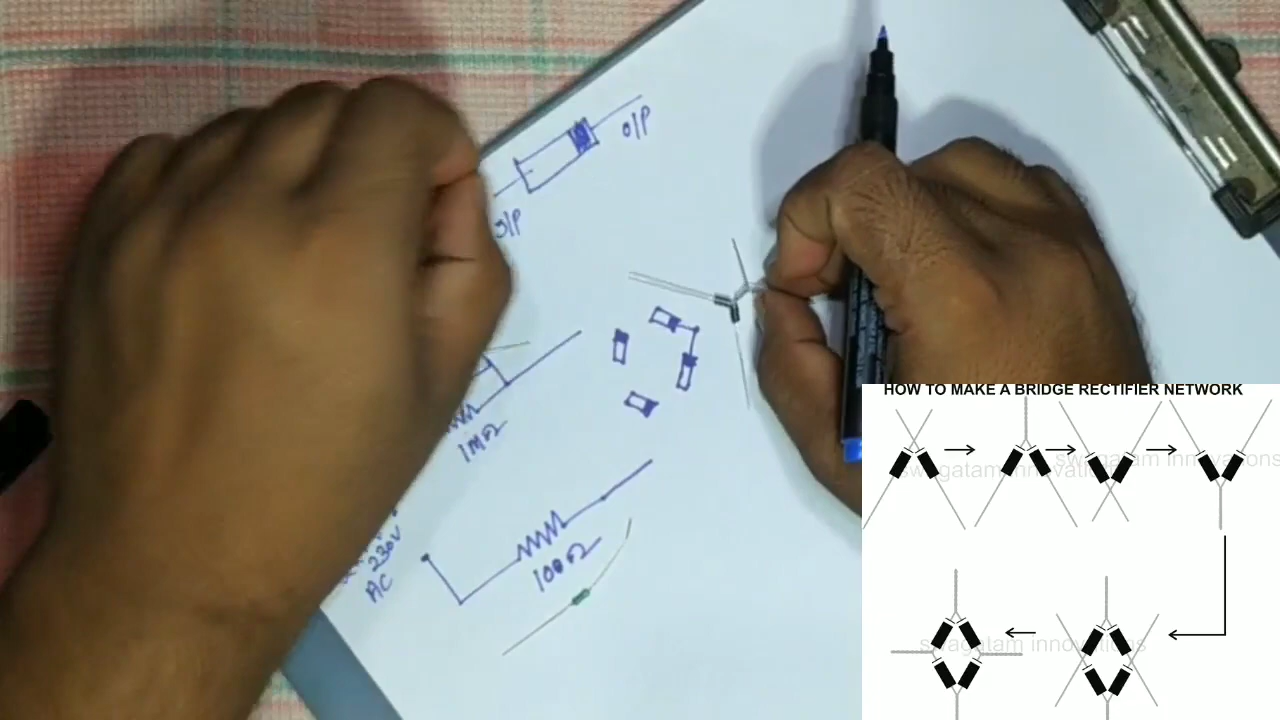 O/P
1MΩ
230V
AC
100Ω
HOW TO MAKE A BRIDGE RECTIFIER NETWORK
swagatam innovations
swagatam innovations
swagatam innovations